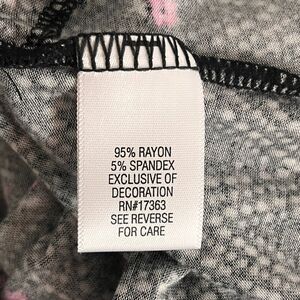 95% RAYON
5% SPANDEX
EXCLUSIVE OF
DECORATION
RN#17363
SEE REVERSE
FOR CARE